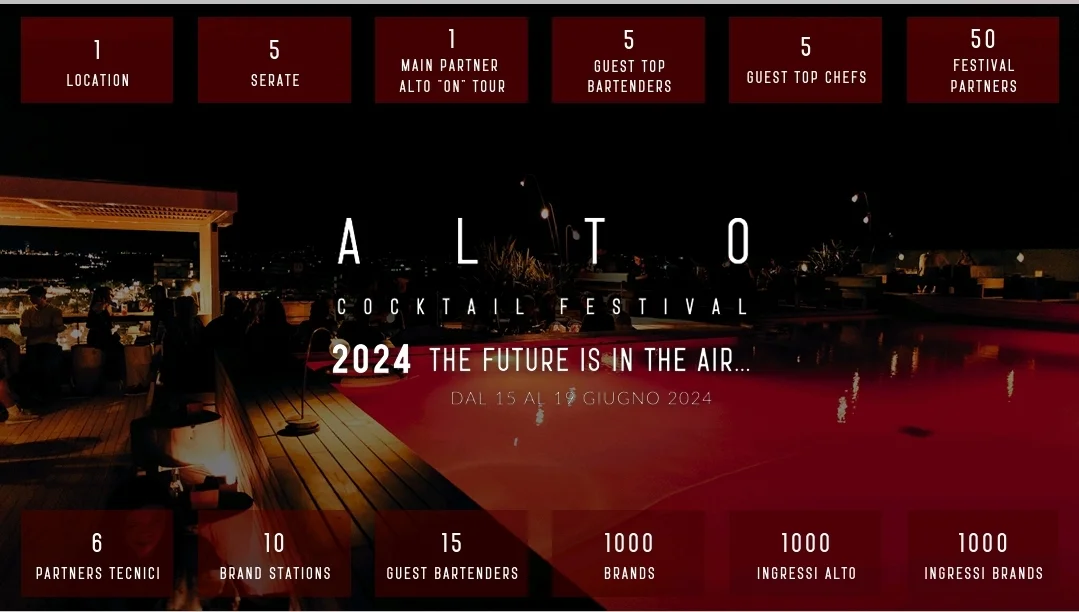 1
LOCATION
5
SERATE
1
MAIN PARTNER
ALTO "ON" TOUR
5
GUEST TOP
BARTENDERS
5
GUEST TOP CHEFS
50
FESTIVAL
PARTNERS
A L T O
COCKTAIL FESTIVAL
2024 THE FUTURE IS IN THE AIR...
DAL 15 AL 19 GIUGNO 2024
6
PARTNERS TECNICI
10
BRAND STATIONS
15
GUEST BARTENDERS
1000
BRANDS
1000
INGRESSI ALTO
1000
INGRESSI BRANDS